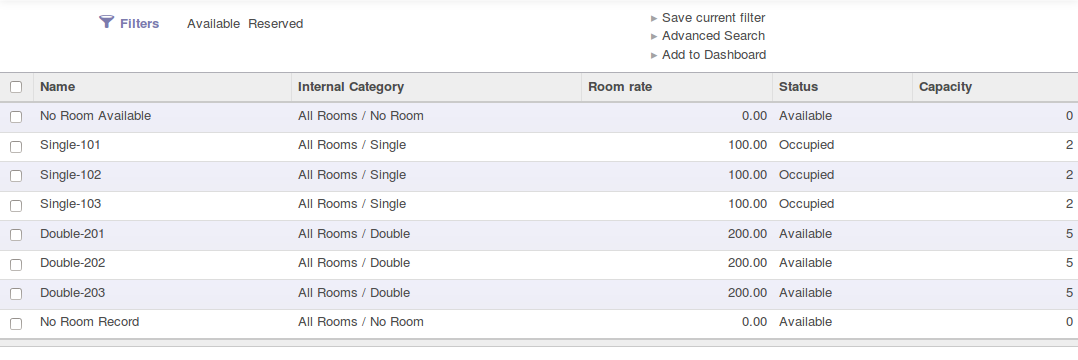 Filters Available Reserved
Save current filter
Advanced Search
Add to Dashboard
Name Internal Category Room rate Status Capacity
No Room Available All Rooms / No Room 0.00 Available 0
Single-101 All Rooms / Single 100.00 Occupied 2
Single-102 All Rooms / Single 100.00 Occupied 2
Single-103 All Rooms / Single 100.00 Occupied 2
Double-201 All Rooms / Double 200.00 Available 5
Double-202 All Rooms / Double 200.00 Available 5
Double-203 All Rooms / Double 200.00 Available 5
No Room Record All Rooms / No Room 0.00 Available 0